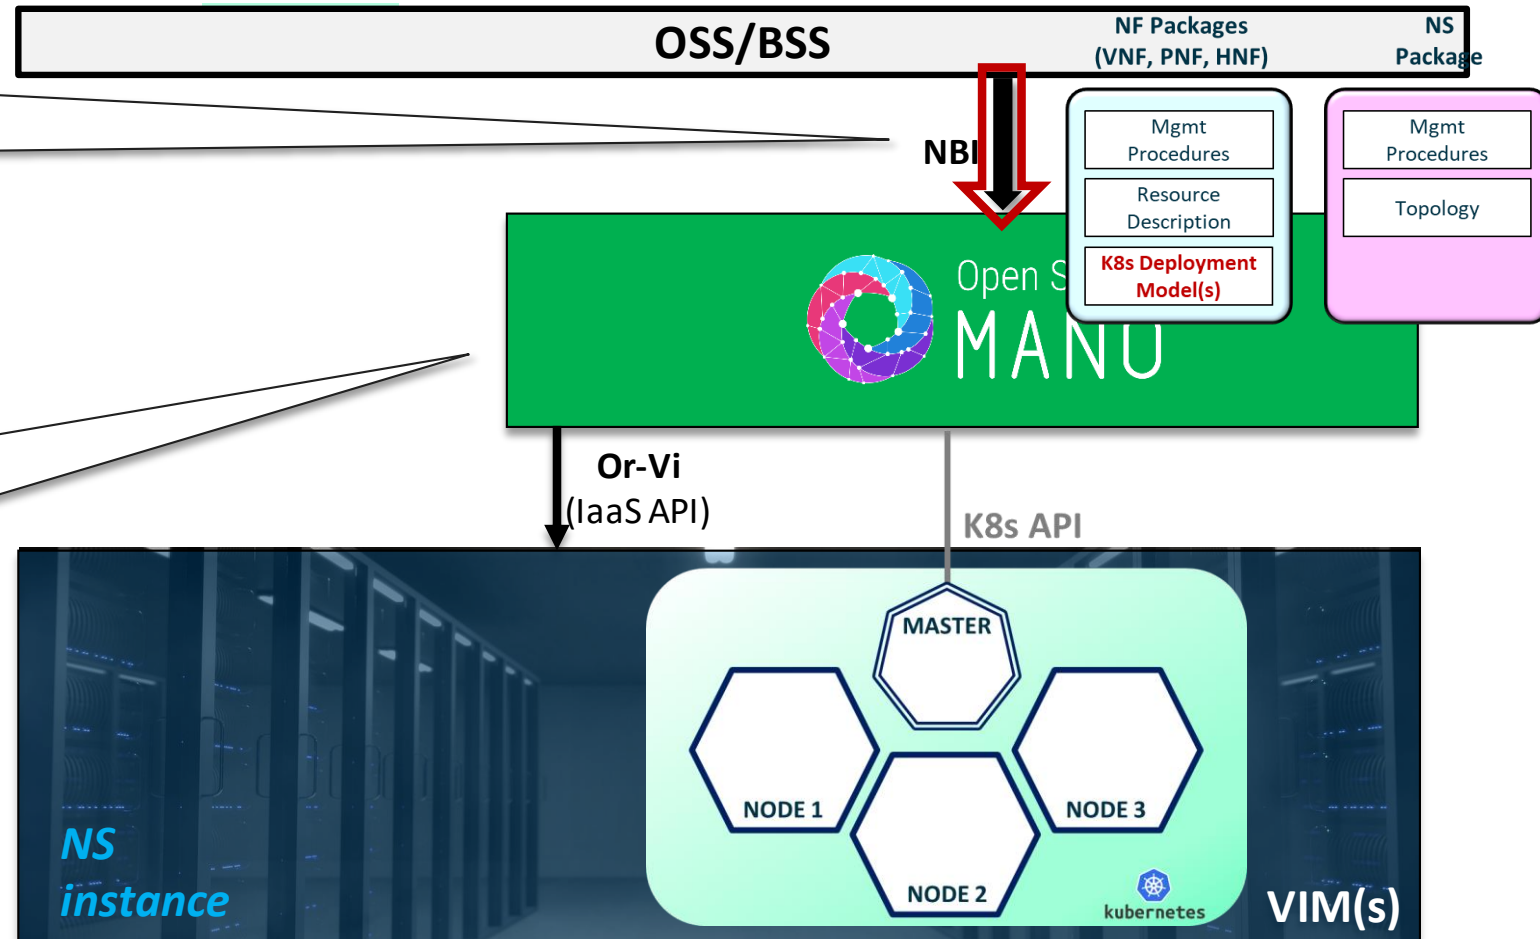 OSS/BSS
NF Packages
(VNF, PNF, HNF)
NS
Package
NBI
Mgmt
Procedures
Resource
Description
K8s Deployment
Model(s)
Mgmt
Procedures
Topology
Open S
MANO
Or-Vi
(IaaS API)
K8s API
MASTER
NODE 1
NODE 3
NODE 2
kubernetes
NS
instance
VIM(s)